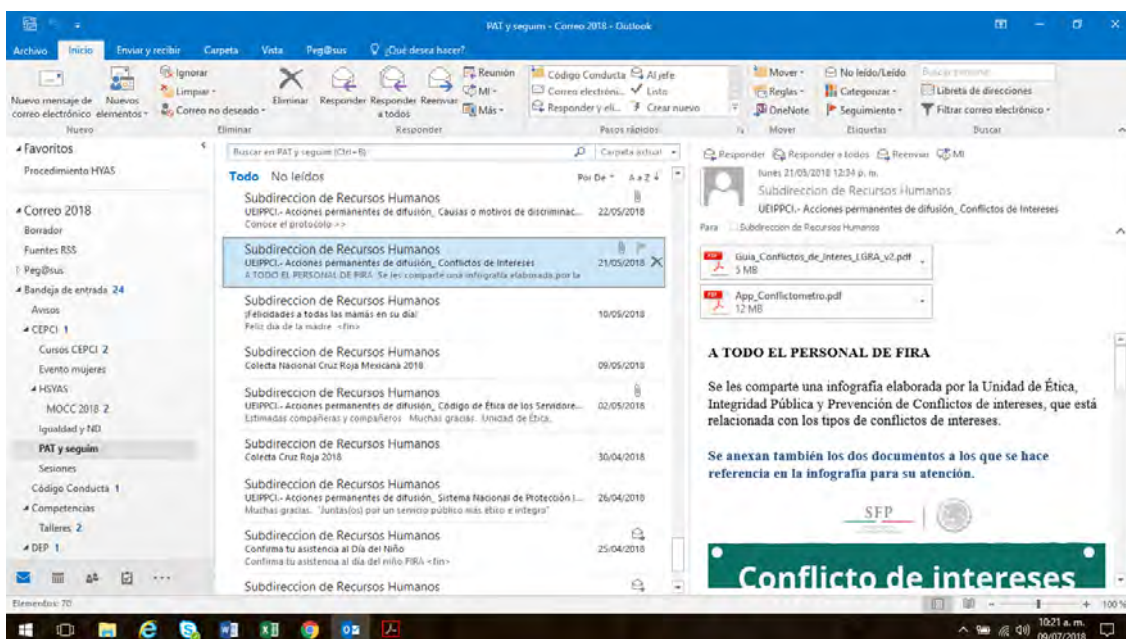 PAT y seguim - Correo 2018 - Outlook
Archivo Inicio Enviar y recibir Carpeta Vista Peg@sus ¿Qué desea hacer?
Nuevo mensaje de correo electrónico
Nuevos elementos
Nuevo
Ignorar
Limpiar
Correo no deseado
Eliminar
Eliminar
Responder
Responder a todos
Reenviar
Reunión
MI
Más
Responder
Código Conducta
Al jefe
Correo electróni...
Listo
Responder y eli...
Crear nuevo
Pasos rápidos
Mover
Reglas
OneNote
Mover
No leído/Leído
Categorizar
Seguimiento
Etiquetas
Buscar personas
Libreta de direcciones
Filtrar correo electrónico
Buscar
Favoritos
Procedimiento HYAS
Correo 2018
Borrador
Fuentes RSS
Peg@sus
Bandeja de entrada 24
Avisos
CEPCI 1
Cursos CEPCI 2
Evento mujeres
HSYAS
MOCC 2018 2
Igualdad y ND
PAT y seguim
Sesiones
Código Conducta 1
Competencias
Talleres 2
DEP 1
Buscar en PAT y seguim (Ctrl+B)
Carpeta actual
Todo No leídos
Por De A a Z
Subdireccion de Recursos Humanos
UEIPPCI.- Acciones permanentes de difusión_ Causas o motivos de discriminac... 22/05/2018
Conoce el protocolo >>
Subdireccion de Recursos Humanos
UEIPPCI.- Acciones permanentes de difusión_ Conflictos de Intereses 21/05/2018
A TODO EL PERSONAL DE FIRA Se les comparte una infografía elaborada por la
Subdireccion de Recursos Humanos
¡Felicidades a todas las mamás en su día! 10/05/2018
Feliz día de la madre <fin>
Subdireccion de Recursos Humanos
Colecta Nacional Cruz Roja Mexicana 2018 09/05/2018
Subdireccion de Recursos Humanos
UEIPPCI.- Acciones permanentes de difusión_ Código de Ética de los Servidore... 02/05/2018
Estimadas compañeras y compañeros Muchas gracias. Unidad de Ética,
Subdireccion de Recursos Humanos
Colecta Cruz Roja 2018 30/04/2018
Subdireccion de Recursos Humanos
UEIPPCI.- Acciones permanentes de difusión_ Sistema Nacional de Protección I... 26/04/2018
Muchas gracias. "Juntas(os) por un servicio público más ético e íntegro"
Subdireccion de Recursos Humanos
Confirma tu asistencia al Día del Niño 25/04/2018
Confirma tu asistencia al día del niño FIRA <fin>
Subdireccion de Recursos Humanos
Responder Responder a todos Reenviar MI
lunes 21/05/2018 12:34 p. m.
Subdireccion de Recursos Humanos
UEIPPCI.- Acciones permanentes de difusión_ Conflictos de Intereses
Para Subdireccion de Recursos Humanos
Guia_Conflictos_de_Interes_LGRA_v2.pdf
5 MB
App_Conflictometro.pdf
12 MB
A TODO EL PERSONAL DE FIRA
Se les comparte una infografía elaborada por la Unidad de Ética,
Integridad Pública y Prevención de Conflictos de intereses, que está
relacionada con los tipos de conflictos de intereses.
Se anexan también los dos documentos a los que se hace
referencia en la infografía para su atención.
SFP
Conflicto de intereses
Elementos: 70
100 %
10:21 a. m.
09/07/2018